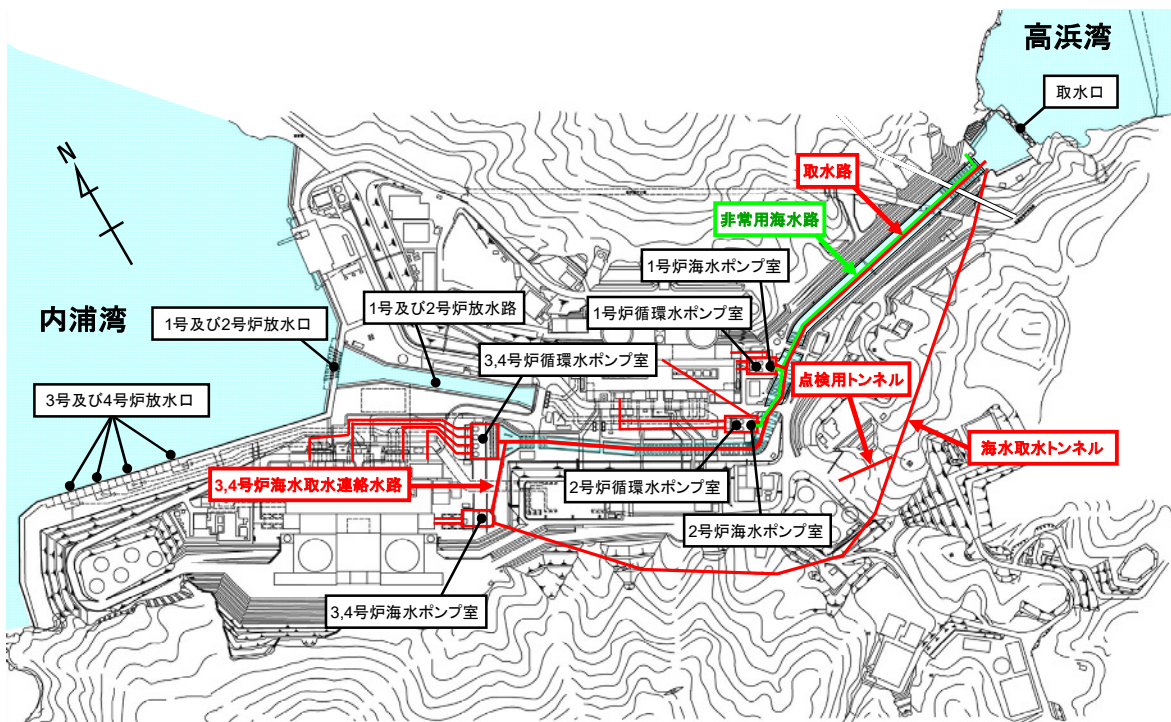 高浜湾
取水口
N
取水路
非常用海水路
1号炉海水ポンプ室
1号炉循環水ポンプ室
1号及び2号炉放水路
内浦湾
1号及び2号炉放水口
3,4号炉循環水ポンプ室
点検用トンネル
3号及び4号炉放水口
海水取水トンネル
3,4号炉海水取水連絡水路
2号炉循環水ポンプ室
2号炉海水ポンプ室
3,4号炉海水ポンプ室